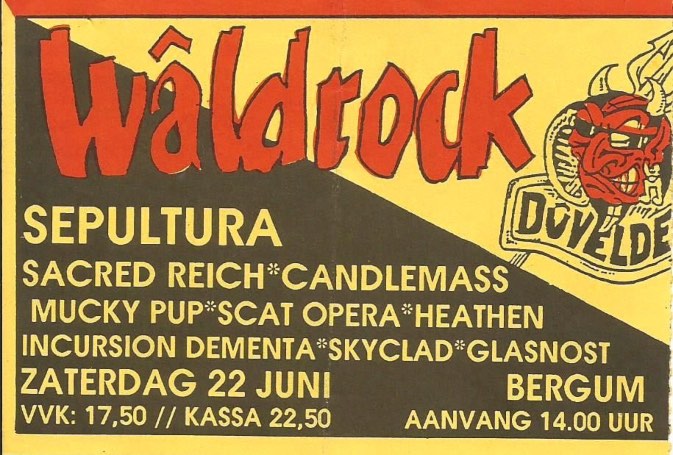 Wâldrock
DUVELDE
SEPULTURA
SACRED REICH*CANDLEMASS
MUCKY PUP*SCAT OPERA*HEATHEN
INCURSION DEMENTA*SKYCLAD*GLASNOST
ZATERDAG 22 JUNI BERGUM
VVK: 17,50 // KASSA 22,50 AANVANG 14.00 UUR